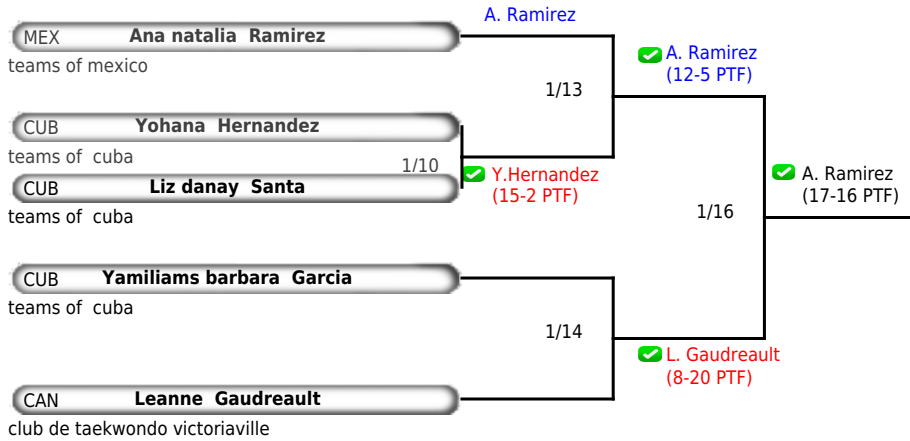 A. Ramirez
MEX Ana natalia Ramirez
teams of mexico
A. Ramirez
(12-5 PTF)
1/13
CUB Yohana Hernandez
teams of cuba
1/10
Y.Hernandez
(15-2 PTF)
CUB Liz danay Santa
teams of cuba
A. Ramirez
(17-16 PTF)
1/16
CUB Yamiliams barbara Garcia
teams of cuba
1/14
L. Gaudreault
(8-20 PTF)
CAN Leanne Gaudreault
club de taekwondo victoriaville